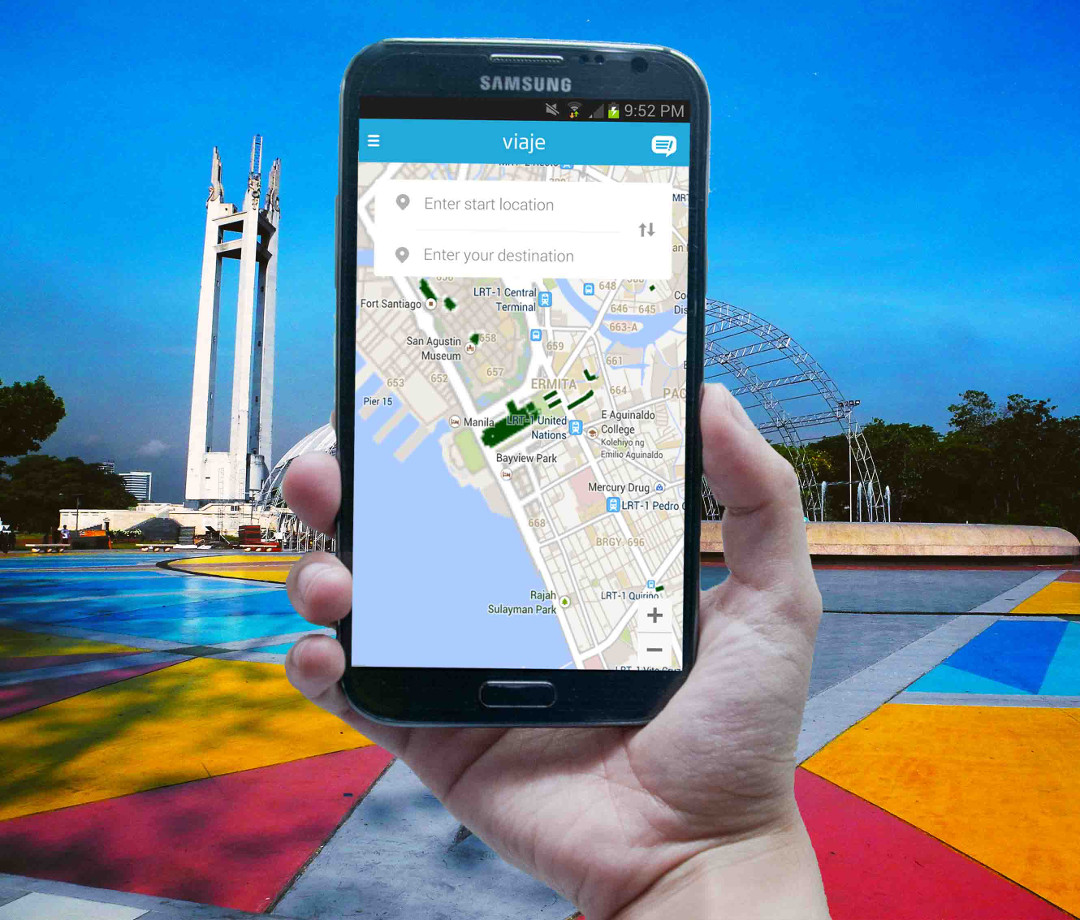 SAMSUNG
9:52 PM
viaje
MRT
Enter start location
Enter your destination
LRT-1 Central
Terminal
648
Fort Santiago
646
645
663-A
San Agustin
Museum
658
659
661
657
652
653
ERMITA
664
Pier 15
Manila
LRT-1 United
Nations
E Aguinaldo
College
Kolehiyo ng
Emilio Aguinaldo
Bayview Park
Mercury Drug
LRT-1 Pedro
668
BRGY. 696
LRT-1 Quirino
Rajah
Sulayman Park
+
−